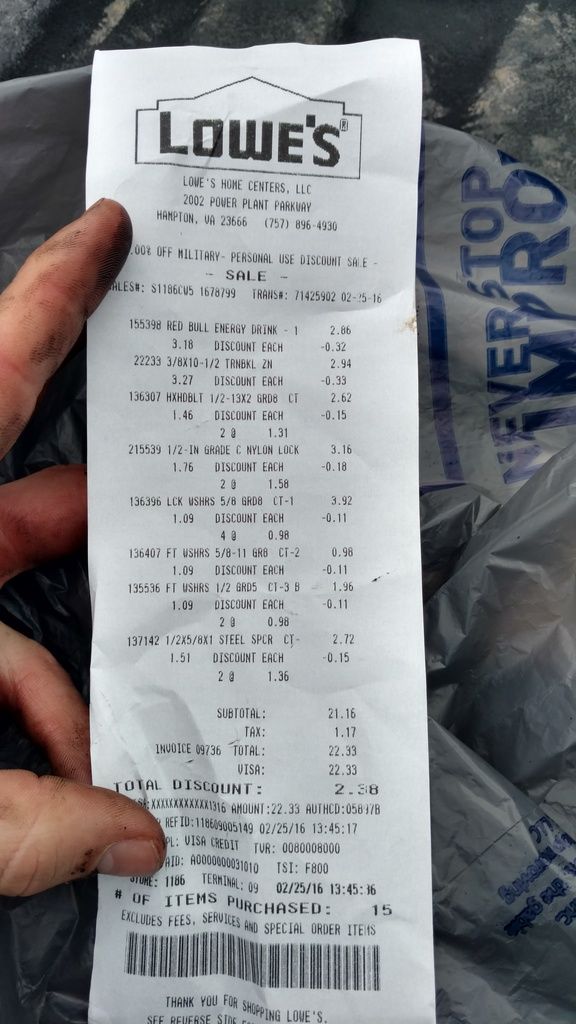 LOWE'S®
LOWE'S HOME CENTERS, LLC
2002 POWER PLANT PARKWAY
HAMPTON, VA 23666 (757) 896-4930
.00% OFF MILITARY- PERSONAL USE DISCOUNT SALE -
- SALE -
ALES#: S1186CW5 1678799 TRANS#: 71425902 02-25-16
155398 RED BULL ENERGY DRINK - 1 2.86
3.18 DISCOUNT EACH -0.32
22233 3/8X10-1/2 TRNBKL ZN 2.94
3.27 DISCOUNT EACH -0.33
136307 HXHDBLT 1/2-13X2 GRD8 CT 2.62
1.46 DISCOUNT EACH -0.15
2 @ 1.31
215539 1/2-IN GRADE C NYLON LOCK 3.16
1.76 DISCOUNT EACH -0.18
2 @ 1.58
136396 LCK WSHRS 5/8 GRD8 CT-1 3.92
1.09 DISCOUNT EACH -0.11
4 @ 0.98
136407 FT WSHRS 5/8-11 GR8 CT-2 0.98
1.09 DISCOUNT EACH -0.11
135536 FT WSHRS 1/2 GRD5 CT-3 B 1.96
1.09 DISCOUNT EACH -0.11
2 @ 0.98
137142 1/2X5/8X1 STEEL SPCR CT- 2.72
1.51 DISCOUNT EACH -0.15
2 @ 1.36
SUBTOTAL: 21.16
TAX: 1.17
INVOICE 09736 TOTAL: 22.33
VISA: 22.33
TOTAL DISCOUNT: 2.38
XXXXXXXXXXXX1316 AMOUNT:22.33 AUTHCD:05897B
REFID:118609005149 02/25/16 13:45:17
PL: VISA CREDIT TVR: 0080008000
AID: A0000000031010 TSI: F800
STORE: 1186 TERMINAL: 09 02/25/16 13:45:36
# OF ITEMS PURCHASED: 15
EXCLUDES FEES, SERVICES AND SPECIAL ORDER ITEMS
THANK YOU FOR SHOPPING LOWE'S.
SEE REVERSE SIDE
NEVER STOP
IMPRO